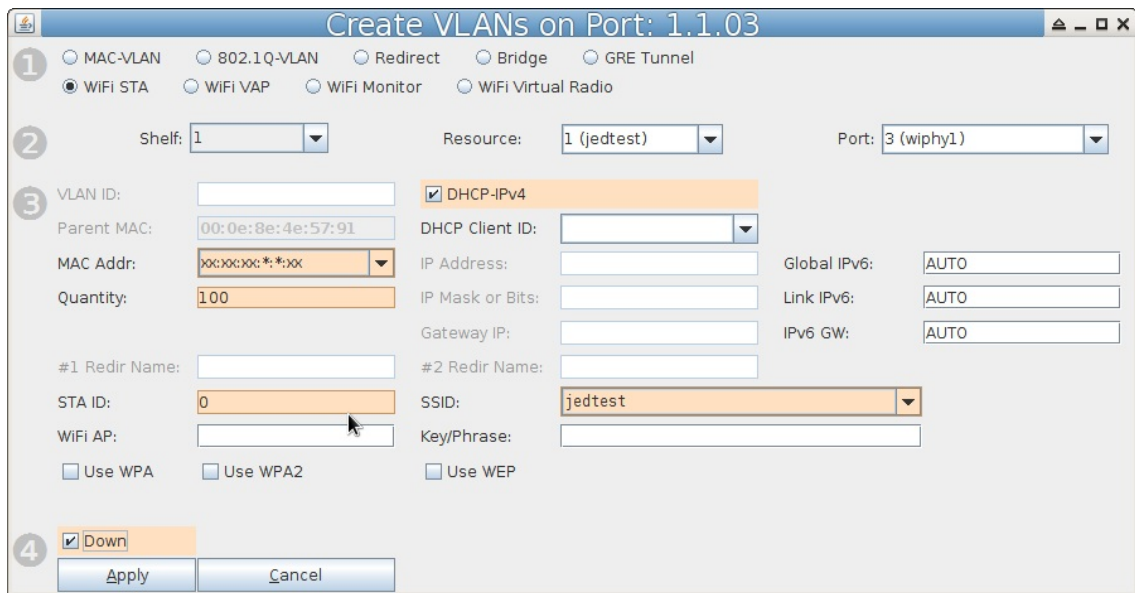 Create VLANs on Port: 1.1.03
1
MAC-VLAN 802.1Q-VLAN Redirect Bridge GRE Tunnel
WiFi STA WiFi VAP WiFi Monitor WiFi Virtual Radio
2 Shelf: 1 Resource: 1 (jedtest) Port: 3 (wiphy1)
3 VLAN ID: DHCP-IPv4
Parent MAC: 00:0e:8e:4e:57:91 DHCP Client ID:
MAC Addr: xx:xx:xx:*:*:xx IP Address: Global IPv6: AUTO
Quantity: 100 IP Mask or Bits: Link IPv6: AUTO
Gateway IP: IPv6 GW: AUTO
#1 Redir Name: #2 Redir Name:
STA ID: 0 SSID: jedtest
WiFi AP: Key/Phrase:
Use WPA Use WPA2 Use WEP
4 Down
Apply Cancel